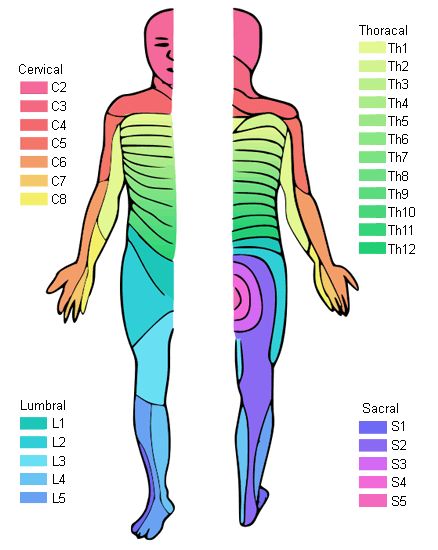 Cervical
C2
C3
C4
C5
C6
C7
C8
Thoracal
Th1
Th2
Th3
Th4
Th5
Th6
Th7
Th8
Th9
Th10
Th11
Th12
Lumbral
L1
L2
L3
L4
L5
Sacral
S1
S2
S3
S4
S5